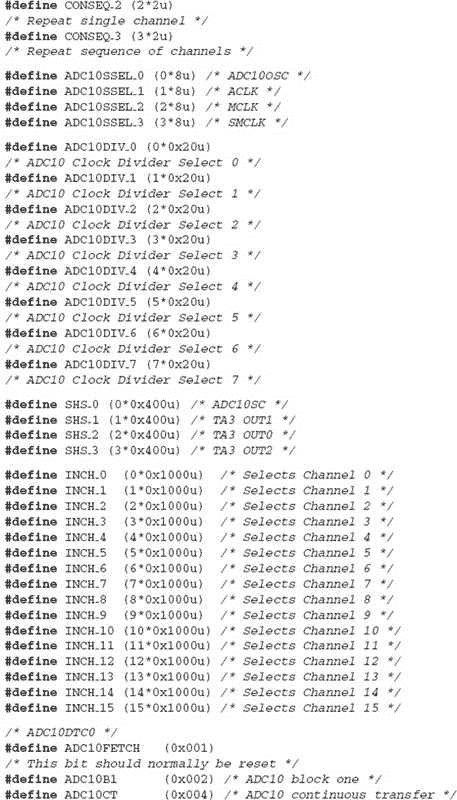 #define CONSEQ_2 (2*2u)
/* Repeat single channel */
#define CONSEQ_3 (3*2u)
/* Repeat sequence of channels */
#define ADC10SSEL_0 (0*8u) /* ADC10OSC */
#define ADC10SSEL_1 (1*8u) /* ACLK */
#define ADC10SSEL_2 (2*8u) /* MCLK */
#define ADC10SSEL_3 (3*8u) /* SMCLK */
#define ADC10DIV_0 (0*0x20u)
/* ADC10 Clock Divider Select 0 */
#define ADC10DIV_1 (1*0x20u)
/* ADC10 Clock Divider Select 1 */
#define ADC10DIV_2 (2*0x20u)
/* ADC10 Clock Divider Select 2 */
#define ADC10DIV_3 (3*0x20u)
/* ADC10 Clock Divider Select 3 */
#define ADC10DIV_4 (4*0x20u)
/* ADC10 Clock Divider Select 4 */
#define ADC10DIV_5 (5*0x20u)
/* ADC10 Clock Divider Select 5 */
#define ADC10DIV_6 (6*0x20u)
/* ADC10 Clock Divider Select 6 */
#define ADC10DIV_7 (7*0x20u)
/* ADC10 Clock Divider Select 7 */
#define SHS_0 (0*0x400u) /* ADC10SC */
#define SHS_1 (1*0x400u) /* TA3 OUT1 */
#define SHS_2 (2*0x400u) /* TA3 OUT0 */
#define SHS_3 (3*0x400u) /* TA3 OUT2 */
#define INCH_0 (0*0x1000u) /* Selects Channel 0 */
#define INCH_1 (1*0x1000u) /* Selects Channel 1 */
#define INCH_2 (2*0x1000u) /* Selects Channel 2 */
#define INCH_3 (3*0x1000u) /* Selects Channel 3 */
#define INCH_4 (4*0x1000u) /* Selects Channel 4 */
#define INCH_5 (5*0x1000u) /* Selects Channel 5 */
#define INCH_6 (6*0x1000u) /* Selects Channel 6 */
#define INCH_7 (7*0x1000u) /* Selects Channel 7 */
#define INCH_8 (8*0x1000u) /* Selects Channel 8 */
#define INCH_9 (9*0x1000u) /* Selects Channel 9 */
#define INCH_10 (10*0x1000u) /* Selects Channel 10 */
#define INCH_11 (11*0x1000u) /* Selects Channel 11 */
#define INCH_12 (12*0x1000u) /* Selects Channel 12 */
#define INCH_13 (13*0x1000u) /* Selects Channel 13 */
#define INCH_14 (14*0x1000u) /* Selects Channel 14 */
#define INCH_15 (15*0x1000u) /* Selects Channel 15 */
/* ADC10DTC0 */
#define ADC10FETCH (0x001)
/* This bit should normally be reset */
#define ADC10B1 (0x002) /* ADC10 block one */
#define ADC10CT (0x004) /* ADC10 continuous transfer */